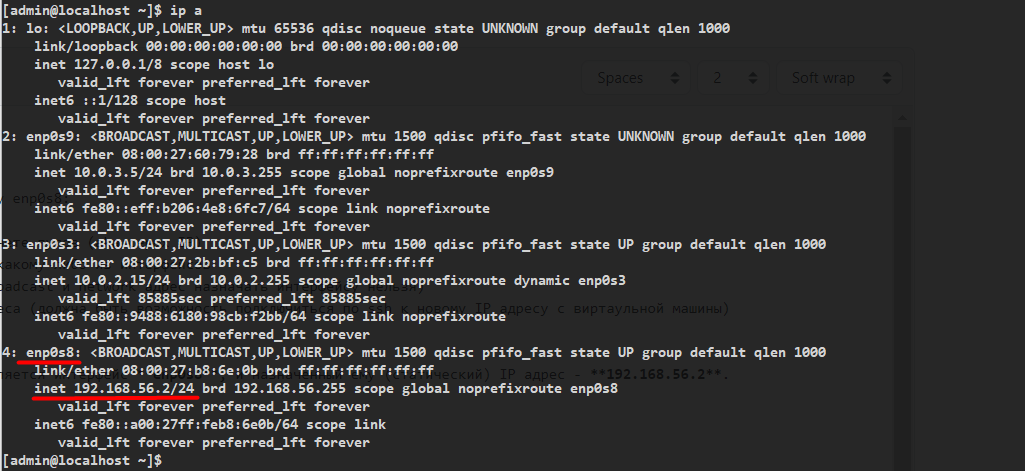 [admin@localhost ~]$ ip a
1: lo: <LOOPBACK,UP,LOWER_UP> mtu 65536 qdisc noqueue state UNKNOWN group default qlen 1000
link/loopback 00:00:00:00:00:00 brd 00:00:00:00:00:00
inet 127.0.0.1/8 scope host lo
valid_lft forever preferred_lft forever
Spaces 2 Soft wrap
inet6 ::1/128 scope host
valid_lft forever preferred_lft forever
2: enp0s9: <BROADCAST,MULTICAST,UP,LOWER_UP> mtu 1500 qdisc pfifo_fast state UNKNOWN group default qlen 1000
link/ether 08:00:27:60:79:28 brd ff:ff:ff:ff:ff:ff
inet 10.0.3.5/24 brd 10.0.3.255 scope global noprefixroute enp0s9
valid_lft forever preferred_lft forever
enp0s8:
inet6 fe80::eff:b206:4e8:6fc7/64 scope link noprefixroute
valid_lft forever preferred_lft forever
3: enp0s3: <BROADCAST,MULTICAST,UP,LOWER_UP> mtu 1500 qdisc pfifo_fast state UP group default qlen 1000
link/ether 08:00:27:2b:bf:c5 brd ff:ff:ff:ff:ff:ff
inet 10.0.2.15/24 brd 10.0.2.255 scope global noprefixroute dynamic enp0s3
valid_lft 85885sec preferred_lft 85885sec
к новому IP адресу с виртаульной машины)
inet6 fe80::9488:6180:98cb:f2bb/64 scope link noprefixroute
valid_lft forever preferred_lft forever
4: enp0s8: <BROADCAST,MULTICAST,UP,LOWER_UP> mtu 1500 qdisc pfifo_fast state UP group default qlen 1000
link/ether 08:00:27:b8:6e:0b brd ff:ff:ff:ff:ff:ff
IP адрес - **192.168.56.2**.
inet 192.168.56.2/24 brd 192.168.56.255 scope global noprefixroute enp0s8
valid_lft forever preferred_lft forever
inet6 fe80::a00:27ff:feb8:6e0b/64 scope link
valid_lft forever preferred_lft forever
[admin@localhost ~]$